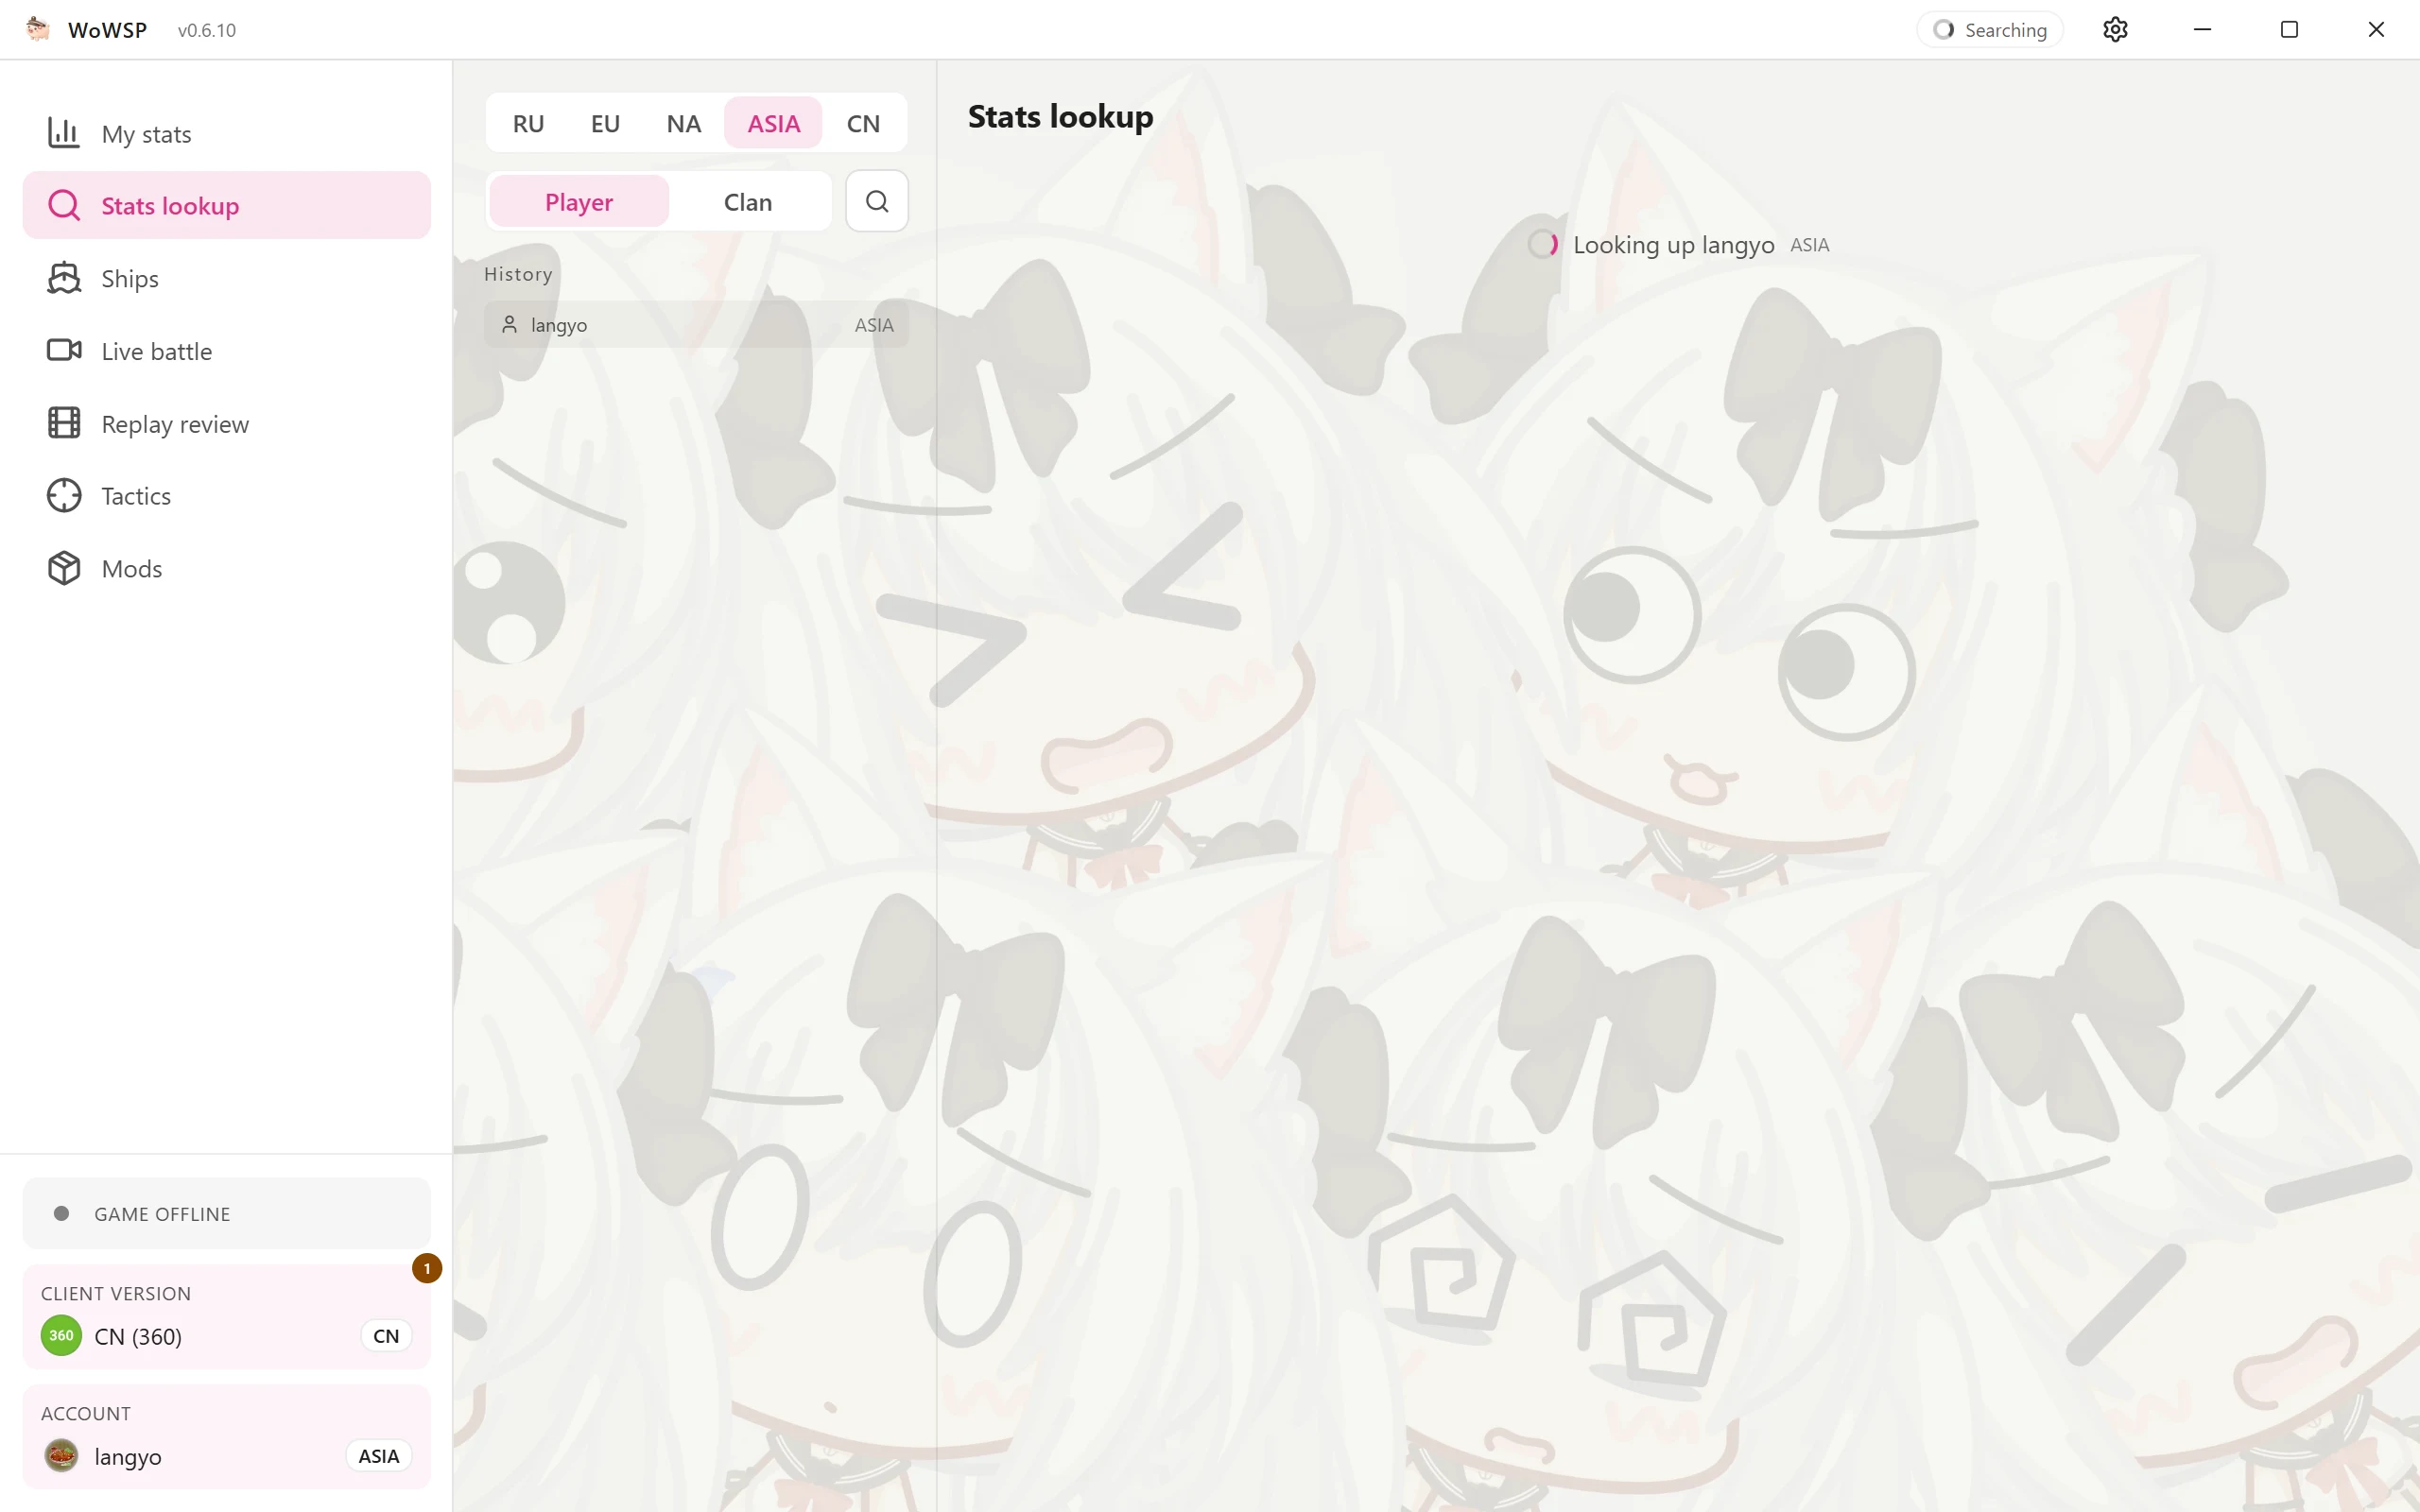 WoWSP v0.6.10
Searching
My stats
Stats lookup
Ships
Live battle
Replay review
Tactics
Mods
GAME OFFLINE
1
CLIENT VERSION
360 CN (360) CN
ACCOUNT
langyo ASIA
RU EU NA ASIA CN
Player Clan
History
langyo ASIA
Stats lookup
Looking up langyo ASIA